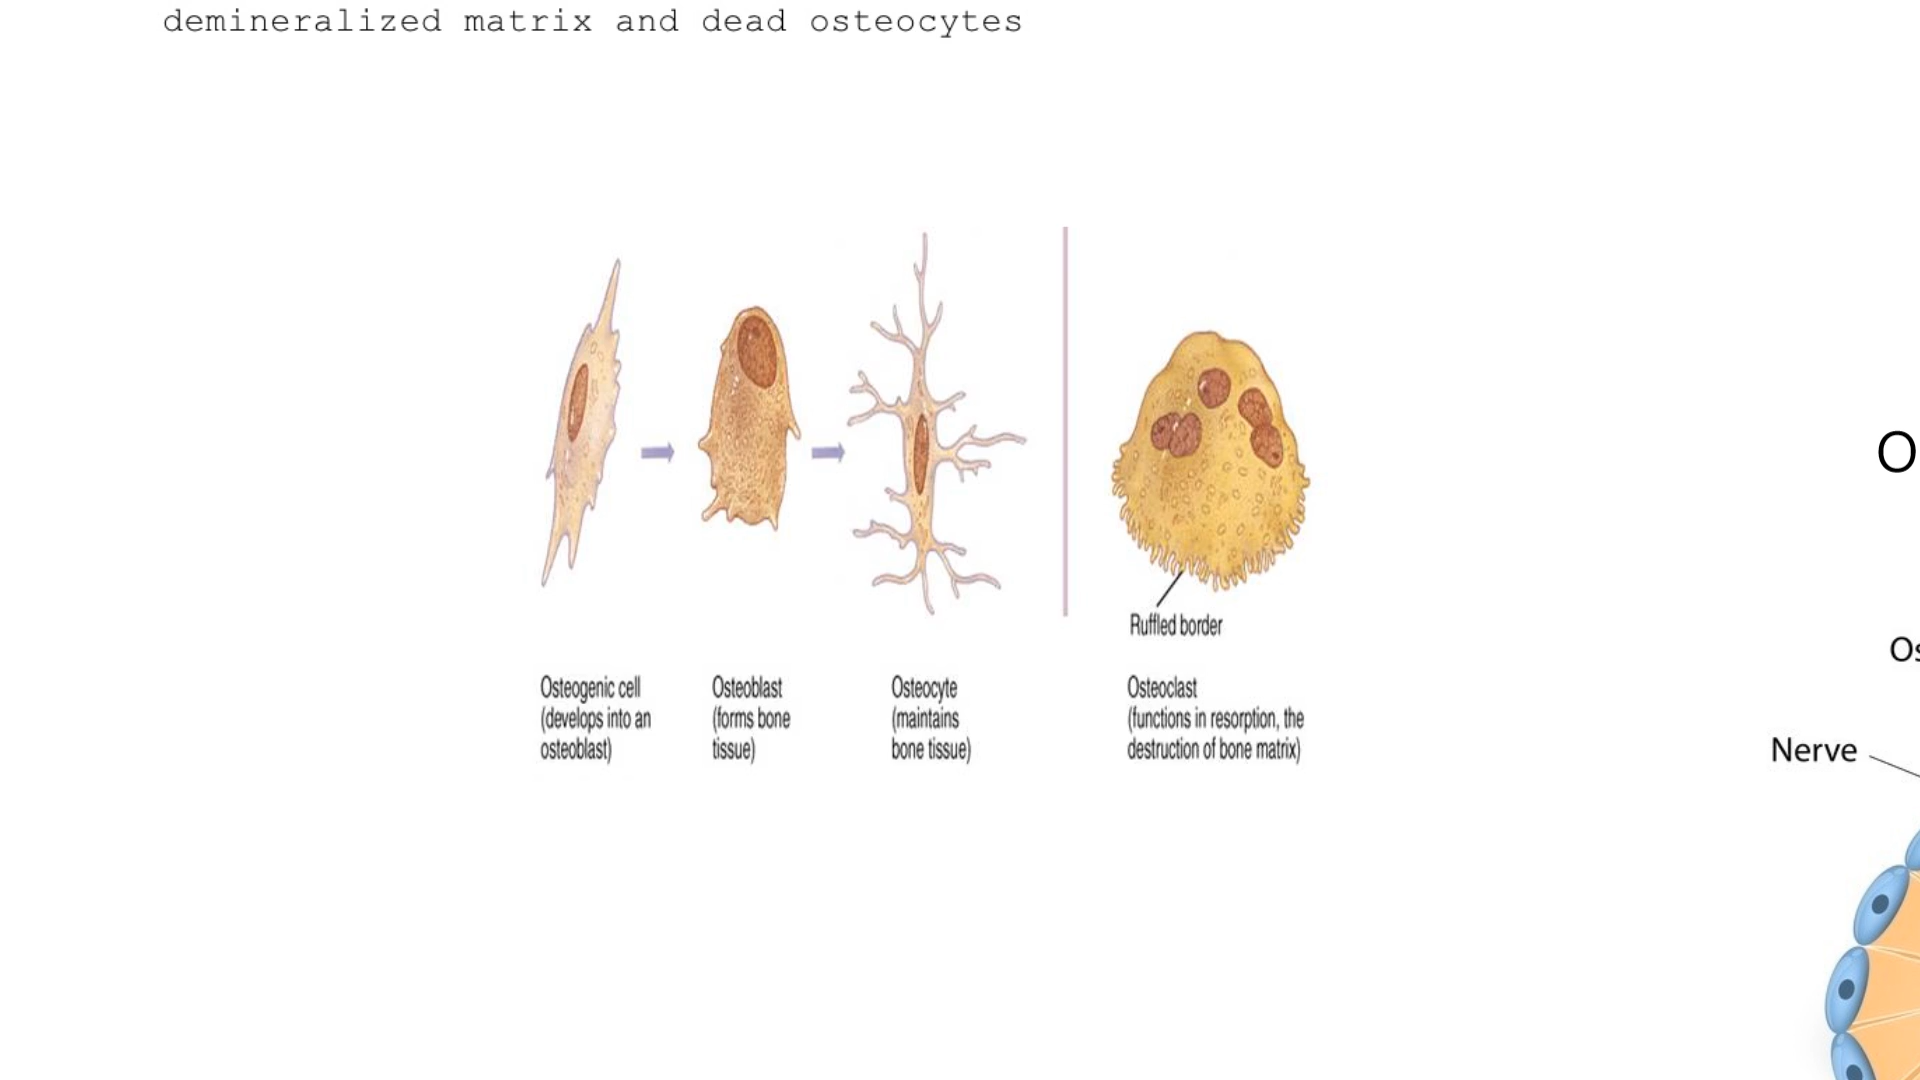 demineralized matrix and dead osteocytes
Ruffled border
Osteogenic cell
(develops into an
osteoblast)
Osteoblast
(forms bone
tissue)
Osteocyte
(maintains
bone tissue)
Osteoclast
(functions in resorption, the
destruction of bone matrix)
O
Os
Nerve